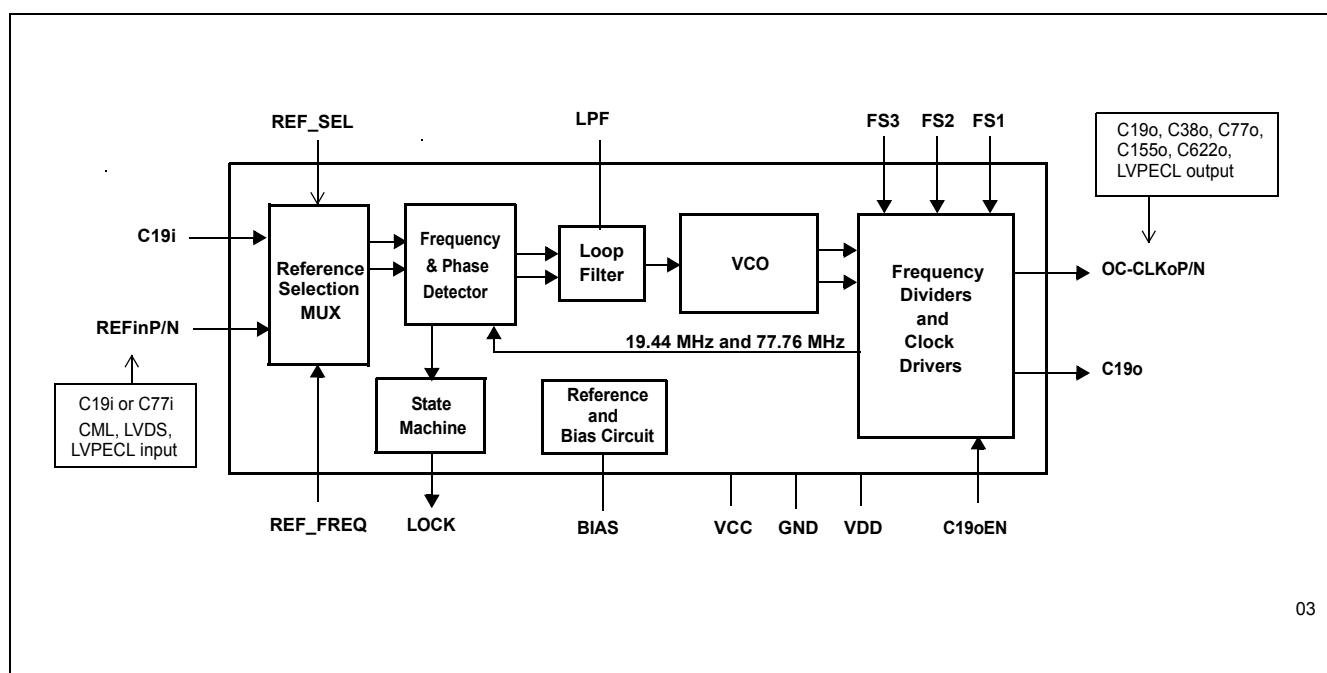 REF_SEL
LPF
FS3
FS2
FS1
C19o, C38o, C77o,
C155o, C622o,
LVPECL output
C19i
REFinP/N
C19i or C77i
CML, LVDS,
LVPECL input
Reference
Selection
MUX
Frequency
& Phase
Detector
Loop
Filter
VCO
Frequency
Dividers
and
Clock
Drivers
OC-CLKoP/N
C19o
19.44 MHz and 77.76 MHz
State
Machine
Reference
and
Bias Circuit
REF_FREQ
LOCK
BIAS
VCC
GND
VDD
C19oEN
03